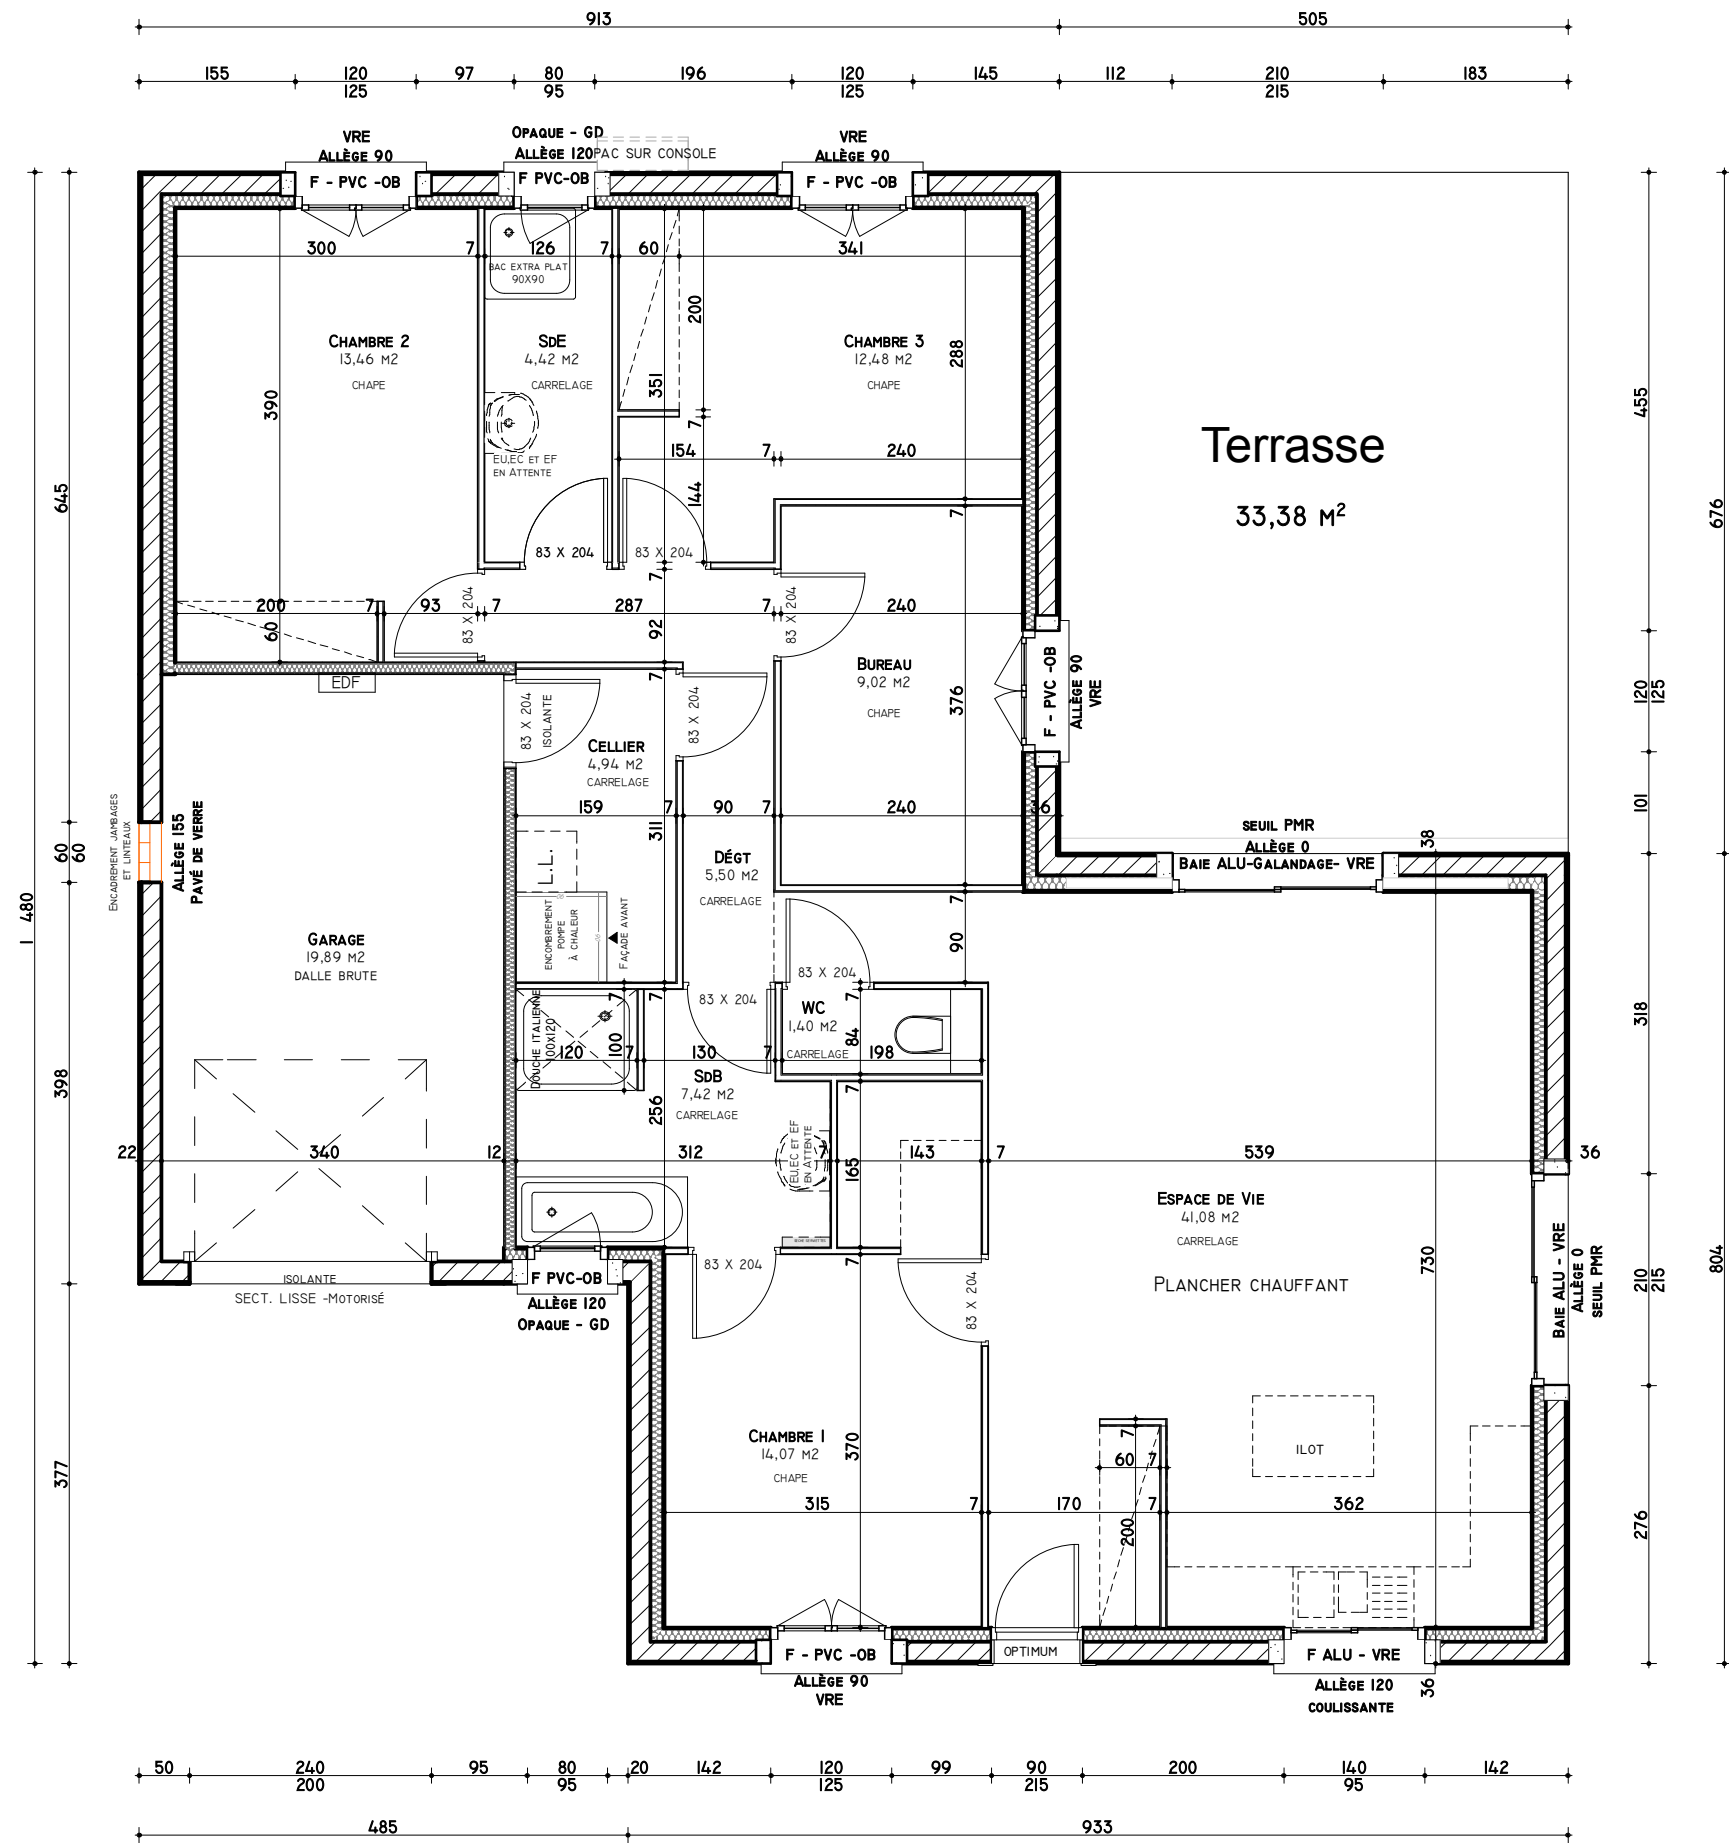 913
505
155
120
97
80
196
120
145
112
210
183
125
95
125
215
VRE
Allège 90
F - PVC -OB
Opaque - GD
Allège 120
F PVC-OB
PAC SUR CONSOLE
VRE
Allège 90
F - PVC -OB
300
7
126
7
60
341
BAC EXTRA PLAT
90X90
200
Chambre 2
13,46 M2
CHAPE
SdE
4,42 M2
CARRELAGE
Chambre 3
12,48 M2
CHAPE
288
351
390
7
154
7
240
EU,EC ET EF
EN ATTENTE
144
7
Terrasse
33,38 M²
645
455
676
83 X 204
83 X 204
7
83 X 204
83 X 204
200
7
93
7
287
7
240
60
92
EDF
7
Bureau
9,02 M2
CHAPE
376
F - PVC -OB
Allège 90
VRE
120
125
83 X 204
ISOLANTE
83 X 204
Cellier
4,94 M2
CARRELAGE
159
7
90
7
240
36
311
101
Encadrement jambages
et linteaux
Allège 155
Pavé de verre
60
60
L.L.
Dégt
5,50 M2
CARRELAGE
seuil PMR
Allège 0
Baie ALU-Galandage- VRE
38
1 480
ENCOMBREMENT
POMPE
À CHALEUR
Façade avant
7
90
Garage
19,89 M2
DALLE BRUTE
83 X 204
83 X 204
7
7
7
WC
1,40 M2
CARRELAGE
84
198
DOUCHE ITALIENNE
100x120
100
120
7
130
7
SdB
7,42 M2
CARRELAGE
7
318
398
256
EU,EC ET EF
EN ATTENTE
22
340
12
312
7
143
7
539
36
165
Espace de Vie
41,08 M2
CARRELAGE
Plancher chauffant
804
7
83 X 204
83 X 204
730
Baie ALU - VRE
Allège 0
seuil PMR
210
215
ISOLANTE
SECT. LISSE -Motorisé
F PVC-OB
Allège 120
Opaque - GD
Chambre 1
14,07 M2
CHAPE
370
377
7
60
7
ILOT
315
7
170
7
362
200
276
OPTIMUM
F - PVC -OB
Allège 90
VRE
F ALU - VRE
Allège 120
coulissante
36
50
240
95
80
20
142
120
99
90
200
140
142
200
95
125
215
95
485
933